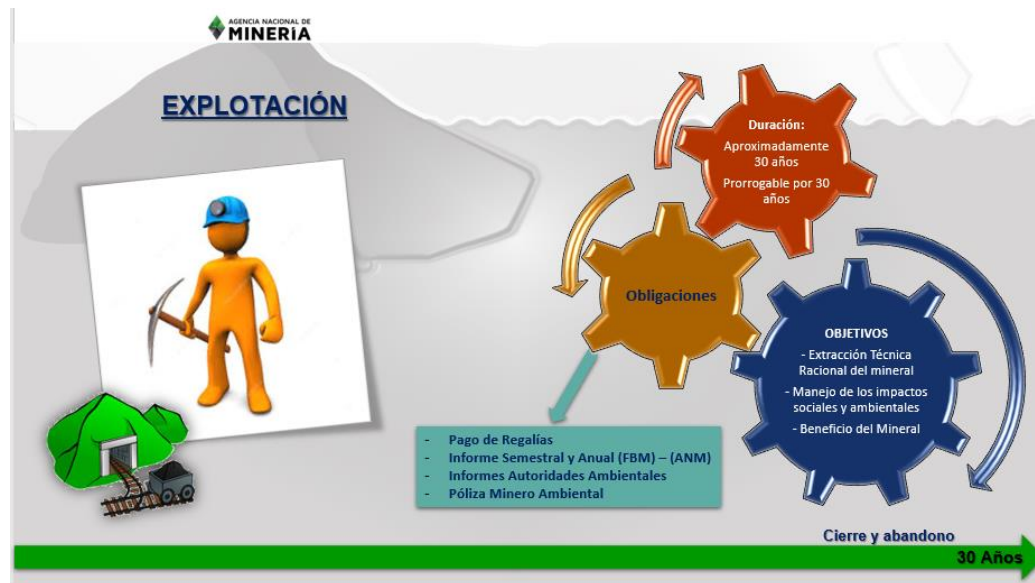 AGENCIA NACIONAL DE
MINERÍA
EXPLOTACIÓN
Duración:
Aproximadamente
30 años
Prorrogable por 30
años
Obligaciones
OBJETIVOS
- Extracción Técnica
Racional del mineral
- Manejo de los impactos
sociales y ambientales
- Beneficio del Mineral
- Pago de Regalías
- Informe Semestral y Anual (FBM) – (ANM)
- Informes Autoridades Ambientales
- Póliza Minero Ambiental
Cierre y abandono
30 Años